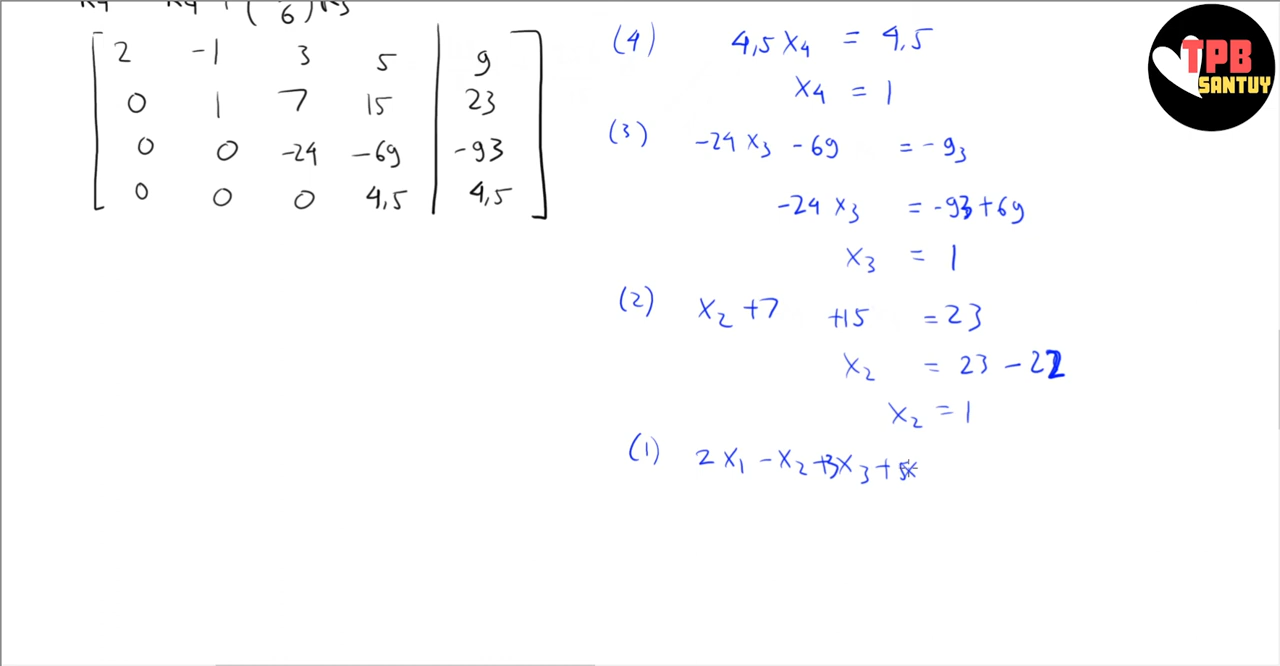 2 -1 3 5 | 9
0 1 7 15 | 23
0 0 -24 -69 | -93
0 0 0 4,5 | 4,5
(4) 4,5 x4 = 4,5
x4 = 1
(3) -24 x3 - 69 = -93
-24 x3 = -93 + 69
x3 = 1
(2) x2 + 7 + 15 = 23
x2 = 23 - 22
x2 = 1
(1) 2 x1 - x2 + 3x3 + 5x
TPB
SANTUY